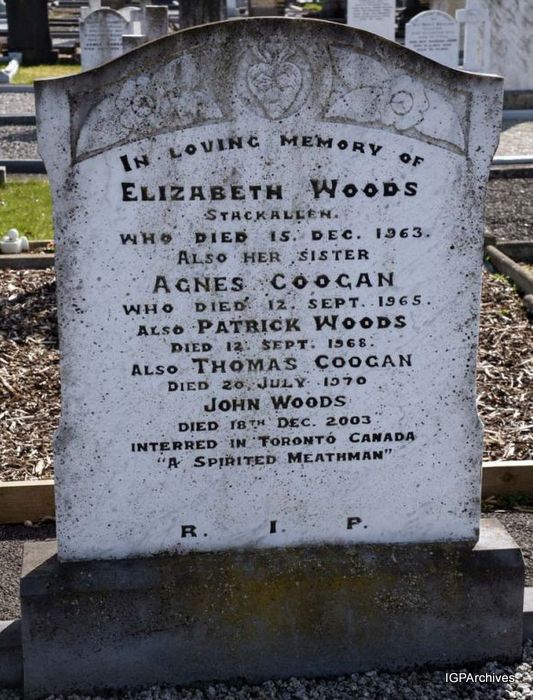 IN LOVING MEMORY OF
ELIZABETH WOODS
STACKALLEN.
WHO DIED 15. DEC. 1963.
ALSO HER SISTER
AGNES COOGAN
WHO DIED 12. SEPT. 1965.
ALSO PATRICK WOODS
DIED 12. SEPT. 1968.
ALSO THOMAS COOGAN
DIED 20. JULY. 1970
JOHN WOODS
DIED 18TH DEC. 2003
INTERRED IN TORONTO CANADA
"A SPIRITED MEATHMAN"
R. I. P.
IGPArchives